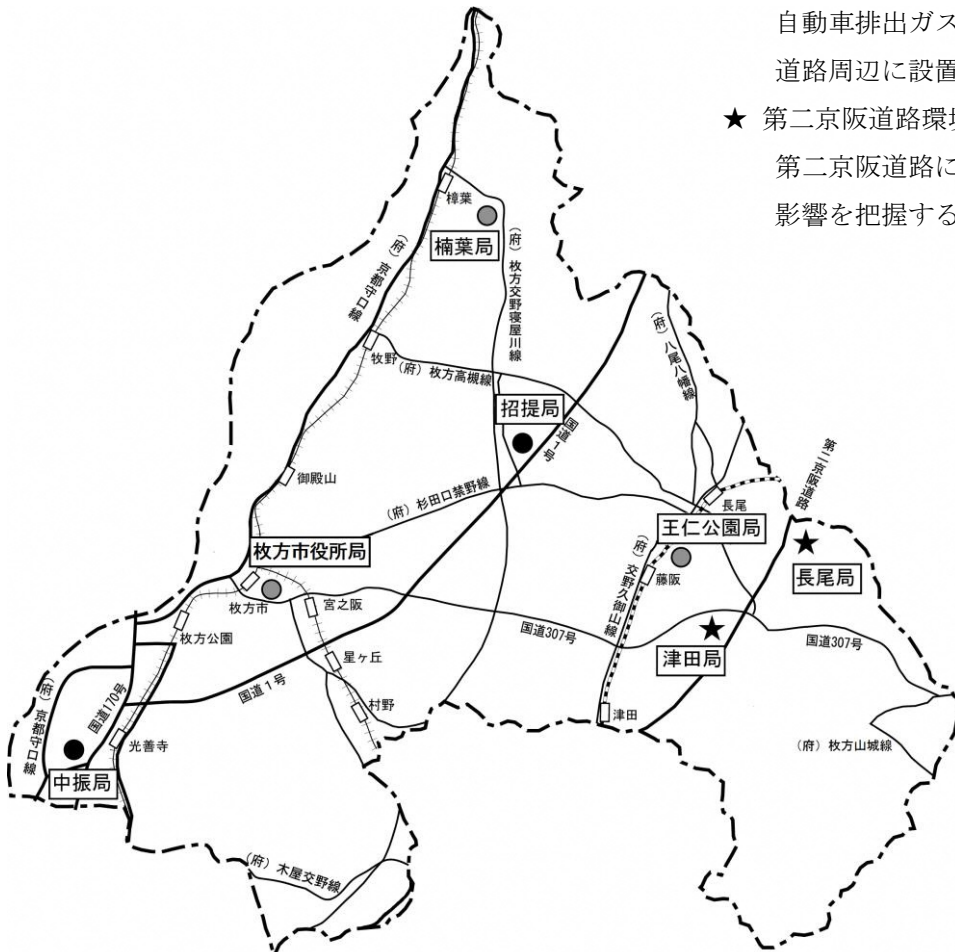 自動車排出ガス
道路周辺に設置
★ 第二京阪道路環境
第二京阪道路に
影響を把握する
樟葉
楠葉局
(府)京都守口線
(府)枚方交野寝屋川線
牧野
(府)枚方高槻線
(府)八尾八幡線
招提局
国道1号
御殿山
(府)杉田口禁野線
第二京阪道路
長尾
王仁公園局
枚方市役所局
長尾局
枚方市
宮之阪
藤阪
(府)交野久御山線
枚方公園
国道307号
国道307号
津田局
星ヶ丘
国道1号
村野
津田
国道170号
(府)京都守口線
光善寺
(府)枚方山城線
中振局
(府)木屋交野線